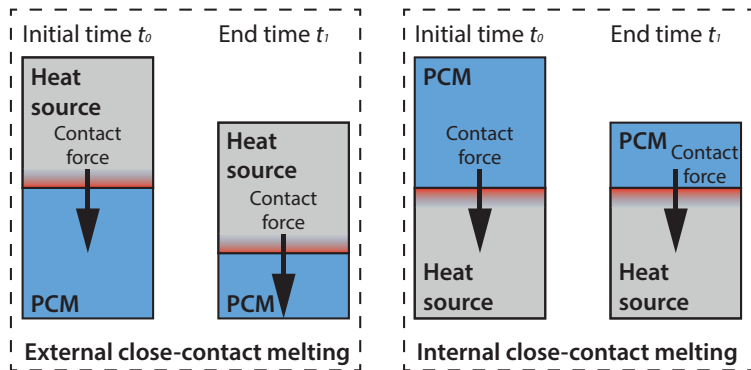 Initial time t₀
End time t₁
Heat
source
Contact
force
PCM
Heat
source
Contact
force
PCM
External close-contact melting
Initial time t₀
End time t₁
PCM
Contact
force
Heat
source
PCM
Contact
force
Heat
source
Internal close-contact melting